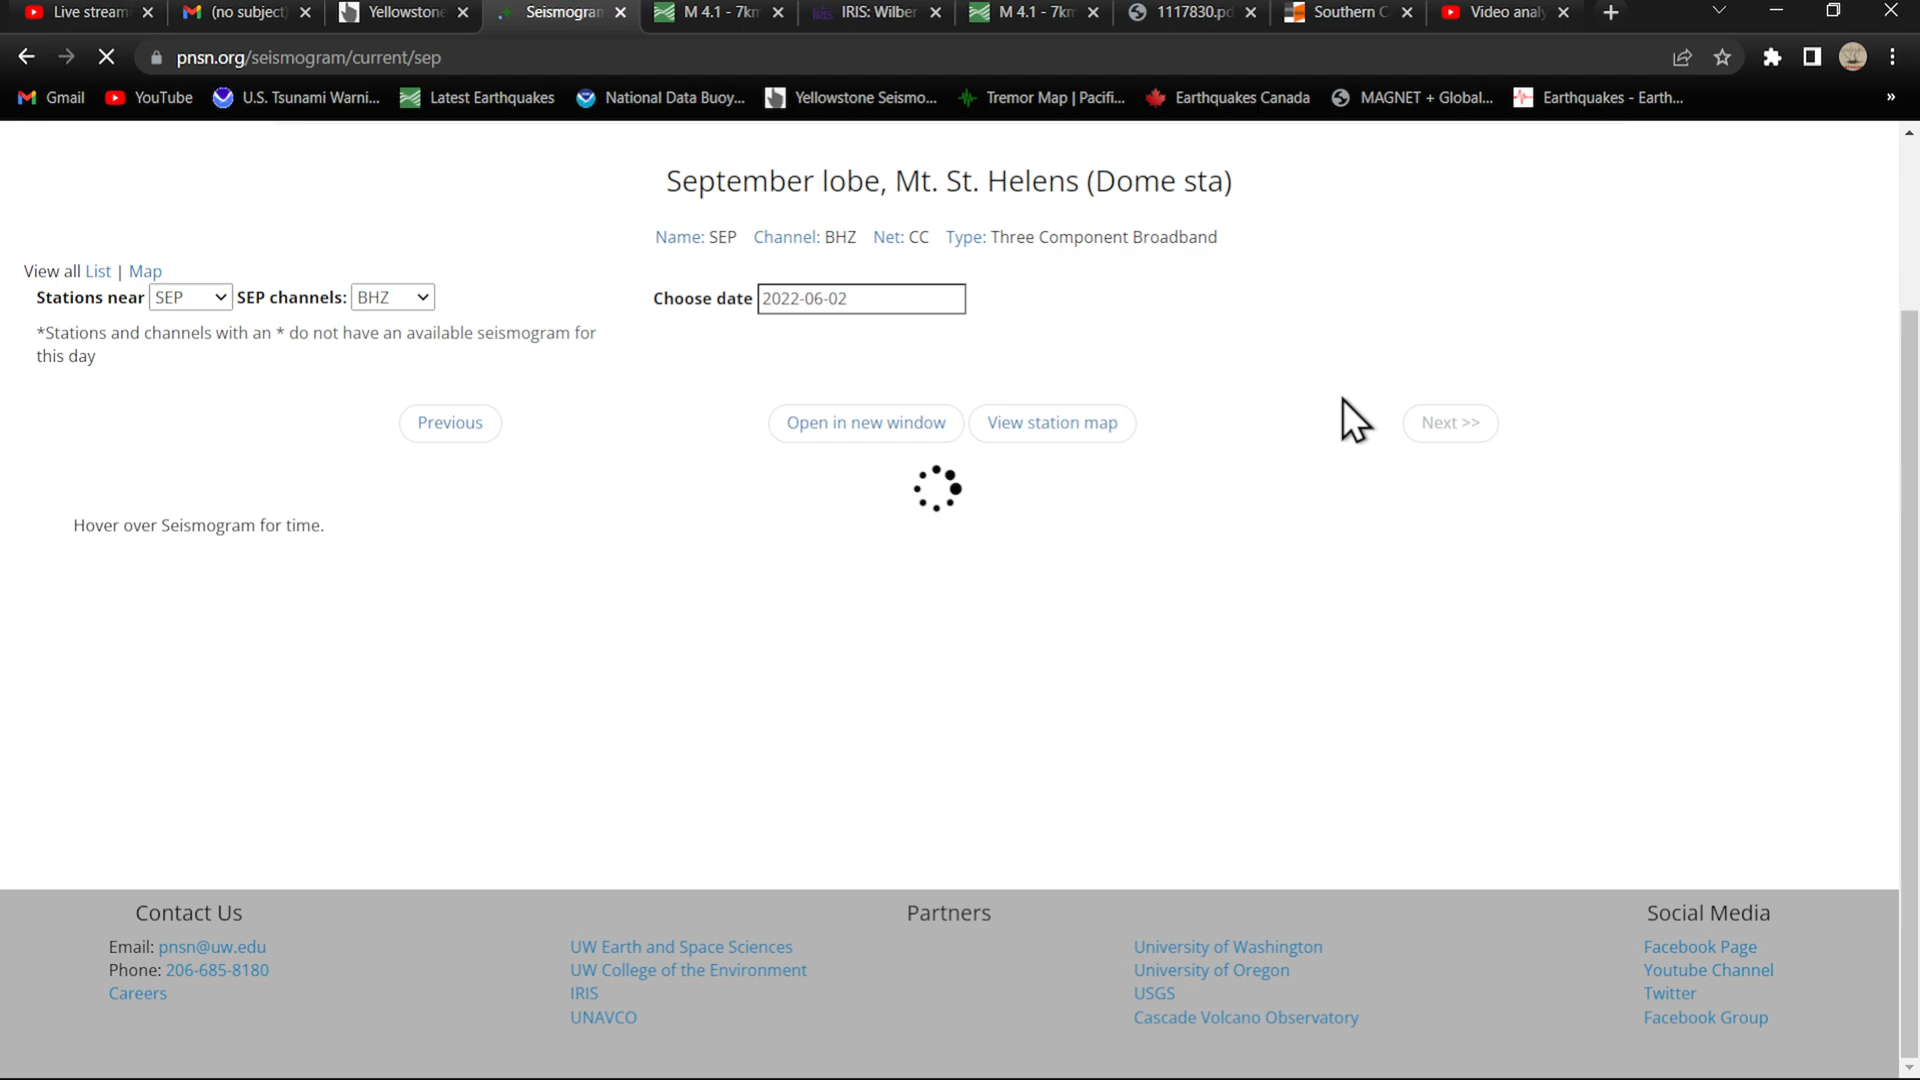 Live stream
(no subject)
Yellowstone
Seismogram
M 4.1 - 7km
IRIS: Wilber
M 4.1 - 7km
1117830.pd
Southern C
Video analy
pnsn.org/seismogram/current/sep
Gmail
YouTube
U.S. Tsunami Warni...
Latest Earthquakes
National Data Buoy...
Yellowstone Seismo...
Tremor Map | Pacifi...
Earthquakes Canada
MAGNET + Global...
Earthquakes - Earth...
»
September lobe, Mt. St. Helens (Dome sta)
Name: SEP Channel: BHZ Net: CC Type: Three Component Broadband
View all List | Map
Stations near SEP SEP channels: BHZ
Choose date 2022-06-02
*Stations and channels with an * do not have an available seismogram for
this day
Previous
Open in new window
View station map
Next >>
Hover over Seismogram for time.
Contact Us
Email: pnsn@uw.edu
Phone: 206-685-8180
Careers
Partners
UW Earth and Space Sciences
UW College of the Environment
IRIS
UNAVCO
University of Washington
University of Oregon
USGS
Cascade Volcano Observatory
Social Media
Facebook Page
Youtube Channel
Twitter
Facebook Group